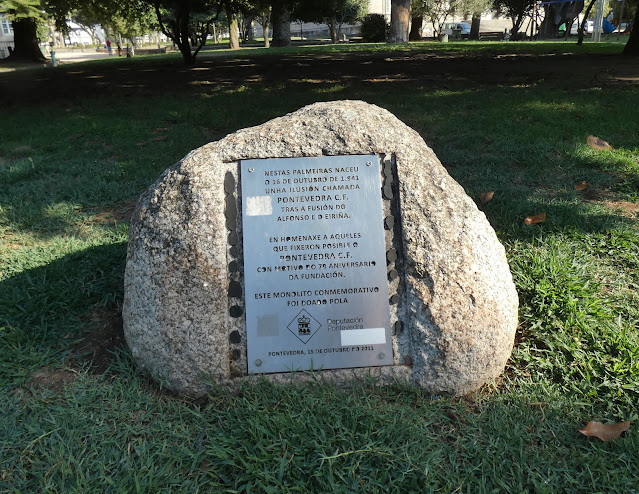 NESTAS PALMEIRAS NACEU
O 16 DE OUTUBRO DE 1.941
UNHA ILUSIÓN CHAMADA
PONTEVEDRA C.F.
TRAS A FUSIÓN DO
ALFONSO E O EIRIÑA.
EN HOMENAXE A AQUELES
QUE FIXERON POSIBLE O
PONTEVEDRA C.F.
CON MOTIVO DO 70 ANIVERSARIO
DA FUNDACIÓN.
ESTE MONOLITO CONMEMORATIVO
FOI DOADO POLA
Deputación
Pontevedra
PONTEVEDRA, 15 DE OUTUBRO DO 2011